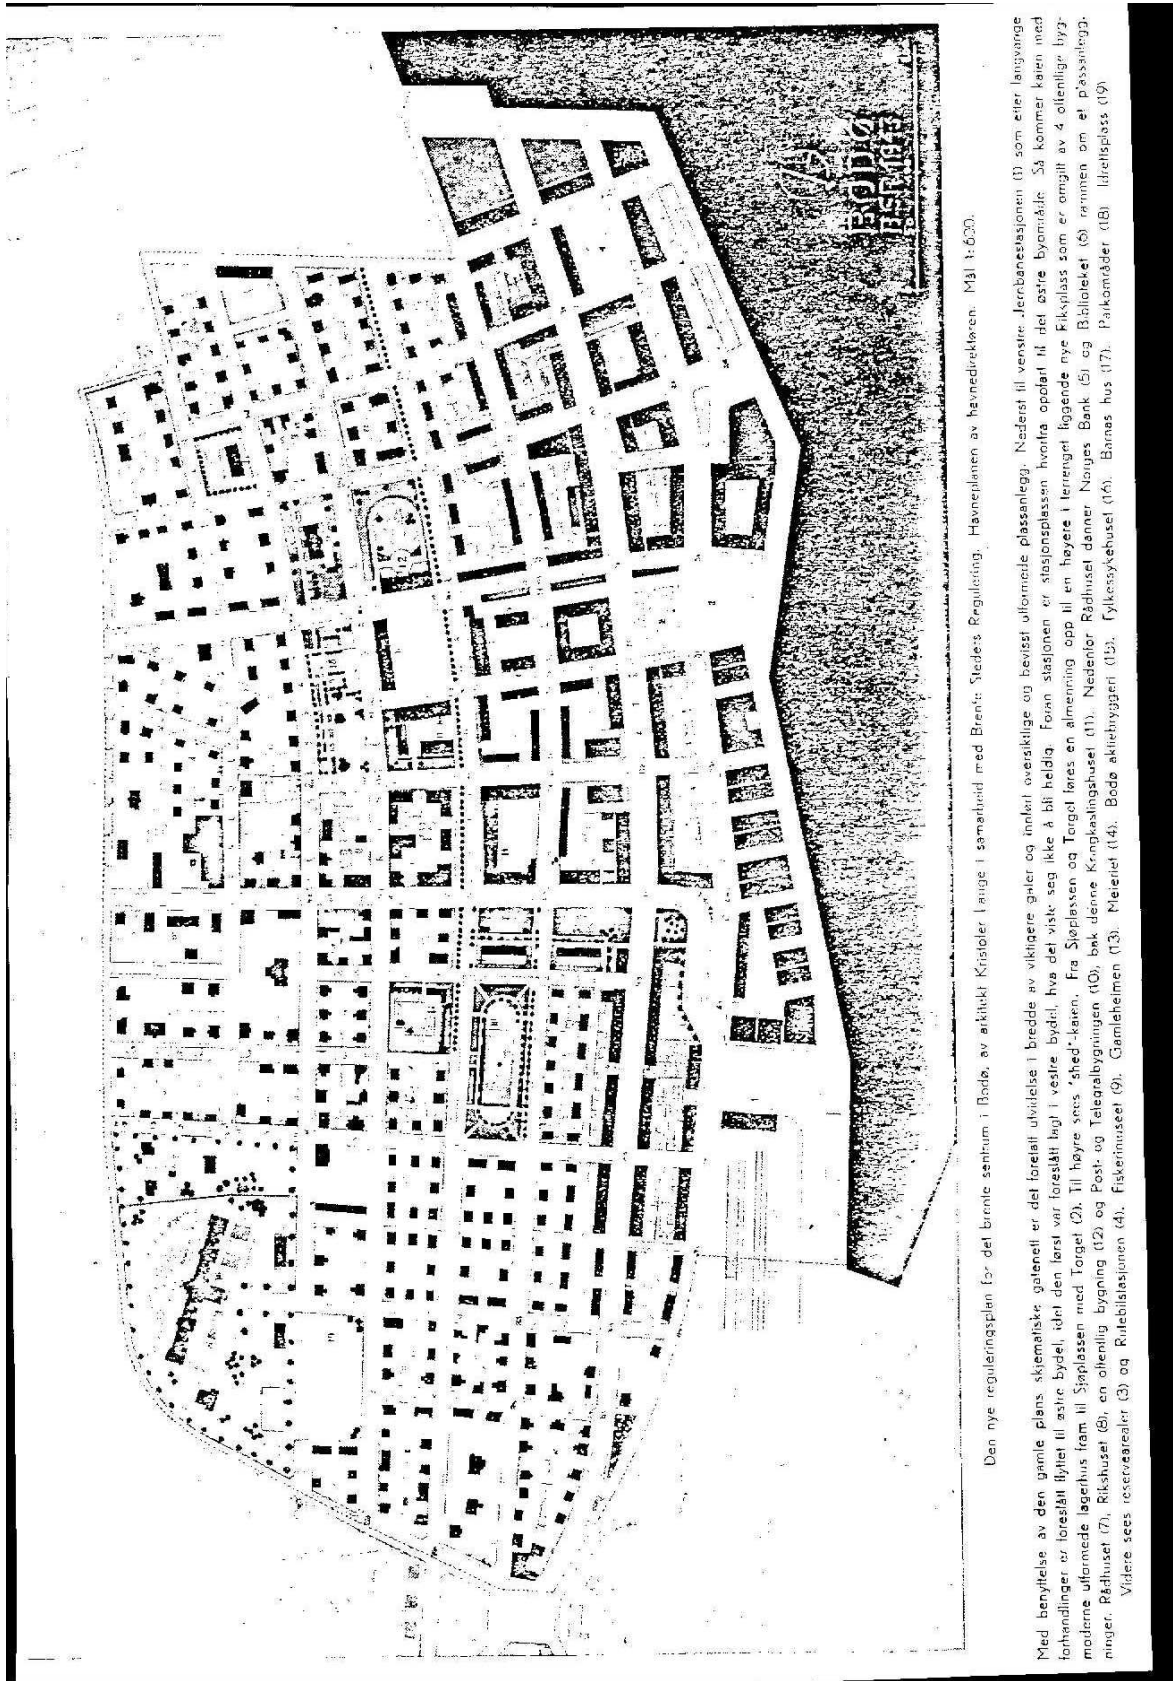 BODØ
BSR 1943
Den nye reguleringsplan for det brente sentrum i Bodø, av arkitekt Kristofer Lange i samarbeid med Brente Steders Regulering. Havneplanen av havnedirektøren. Mål 1:600.
Med benyttelse av den gamle plans skjematiske gatenett er det foretatt utvidelse i bredde av viktigere gater og innført oversiktlige og bevisst utformede plassanlegg. Nederst til venstre Jernbanestasjonen (1) som etter langvarige
forhandlinger er foreslått flyttet til østre bydel, idet den først var foreslått lagt i vestre bydel, hva det viste seg ikke å bli heldig. Foran stasjonen er stasjonsplassen hvorfra opofart til det østre byområde. Så kommer kaien med
moderne utformede lagerhus fram til Sjøplassen med Torget (2). Til høyre sees "shed"-kaien. Fra Sjøplassen og Torget føres en almenning opp til en høyere i terrenget liggende nye Riksplass som er omgitt av 4 offentlige byg-
ninger, Rådhuset (7), Rikshuset (8), en offentlig bygning (12) og Post- og Telegrafbygningen (10), bak denne Kringkastingshuset (11). Nedenfor Rådhuset danner Norges Bank (5) og Biblioteket (6) rammen om et plassanlegg.
Videre sees reservearealer (3) og Rutebilstasjonen (4). Fiskerimuseet (9). Gamleheimen (13). Meieriet (14). Bodø aktiebryggeri (15). Fylkessykehuset (16). Barnas hus (17). Parkområder (18) Idrettsplass (19)